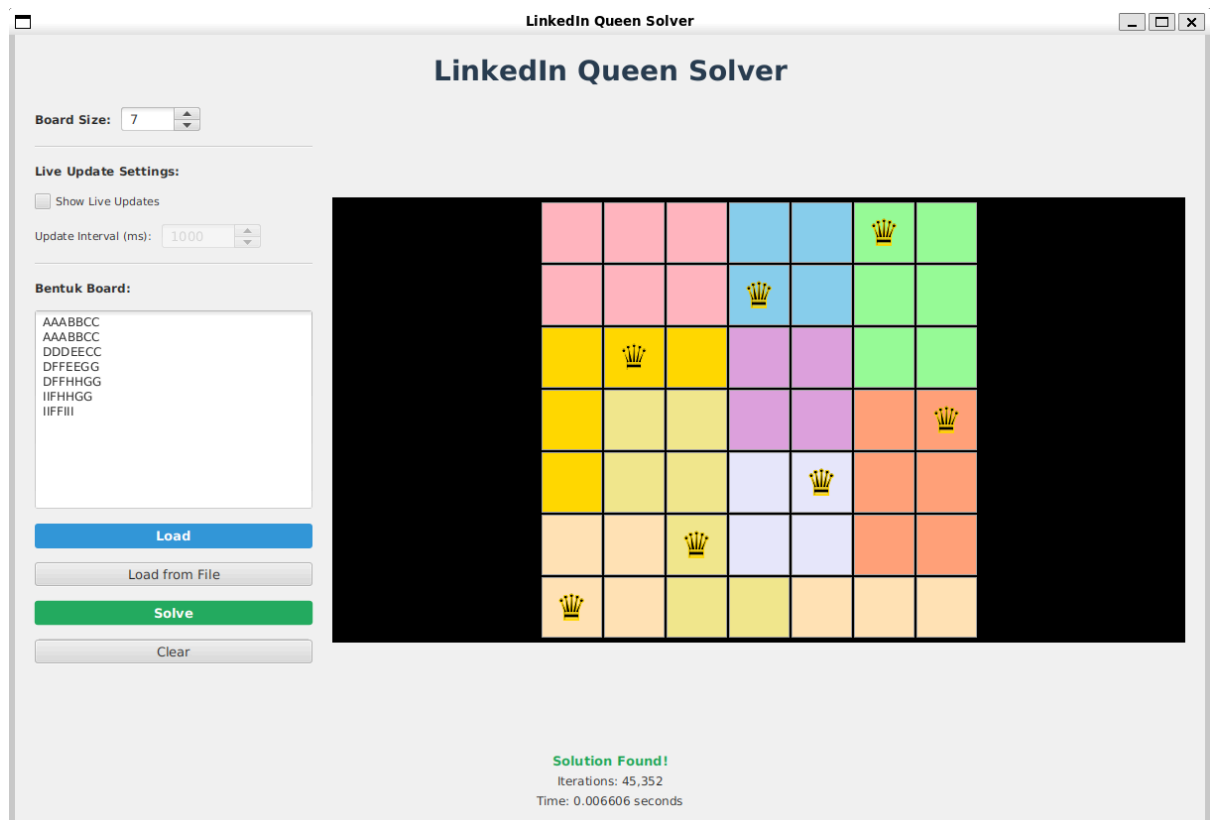 LinkedIn Queen Solver
LinkedIn Queen Solver
Board Size: 7
Live Update Settings:
Show Live Updates
Update Interval (ms): 1000
Bentuk Board:
AAABBCC
AAABBCC
DDDEECC
DFFEEGG
DFFHHGG
IIFHHGG
IIFFIII
Load
Load from File
Solve
Clear
Solution Found!
Iterations: 45,352
Time: 0.006606 seconds